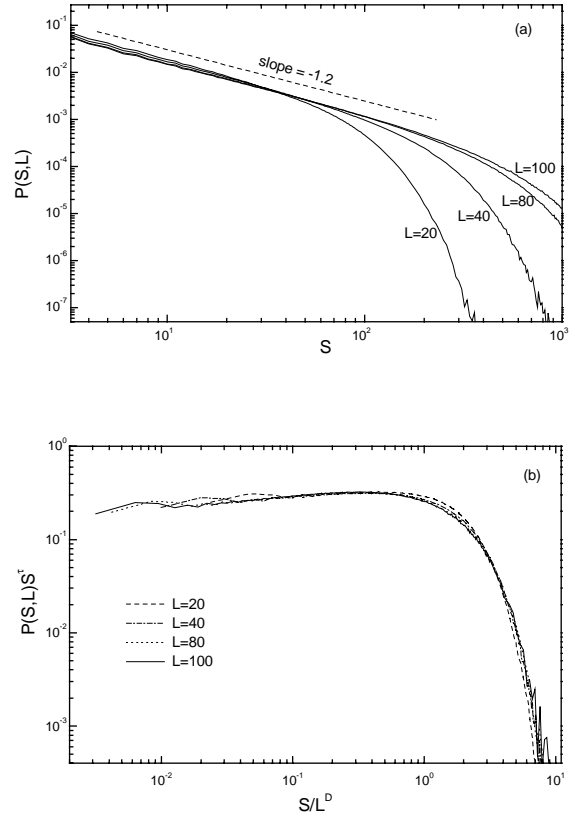 (a)
10^0
10^-1
10^-2
10^-3
10^-4
10^-5
10^-6
10^-7
P(S,L)
slope = -1.2
L=100
L=80
L=40
L=20
10^1
10^2
10^3
S
(b)
10^0
10^-1
10^-2
10^-3
P(S,L)S^τ
L=20
L=40
L=80
L=100
10^-2
10^-1
10^0
10^1
S/L^D